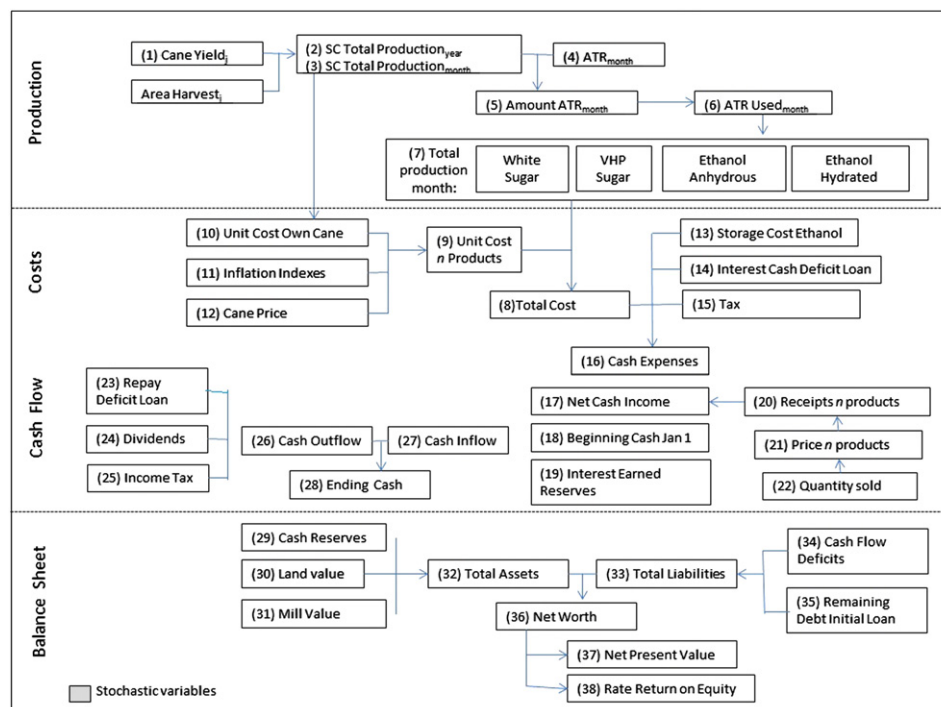 Production
(1) Cane Yield j
Area Harvest j
(2) SC Total Production year
(3) SC Total Production month
(4) ATR month
(5) Amount ATR month
(6) ATR Used month
(7) Total
production
month:
White
Sugar
VHP
Sugar
Ethanol
Anhydrous
Ethanol
Hydrated
Costs
(10) Unit Cost Own Cane
(11) Inflation Indexes
(12) Cane Price
(9) Unit Cost
n Products
(8)Total Cost
(13) Storage Cost Ethanol
(14) Interest Cash Deficit Loan
(15) Tax
(16) Cash Expenses
Cash Flow
(23) Repay
Deficit Loan
(24) Dividends
(25) Income Tax
(26) Cash Outflow
(27) Cash Inflow
(28) Ending Cash
(17) Net Cash Income
(18) Beginning Cash Jan 1
(19) Interest Earned
Reserves
(20) Receipts n products
(21) Price n products
(22) Quantity sold
Balance Sheet
(29) Cash Reserves
(30) Land value
(31) Mill Value
(32) Total Assets
(33) Total Liabilities
(34) Cash Flow
Deficits
(35) Remaining
Debt Initial Loan
(36) Net Worth
(37) Net Present Value
(38) Rate Return on Equity
Stochastic variables